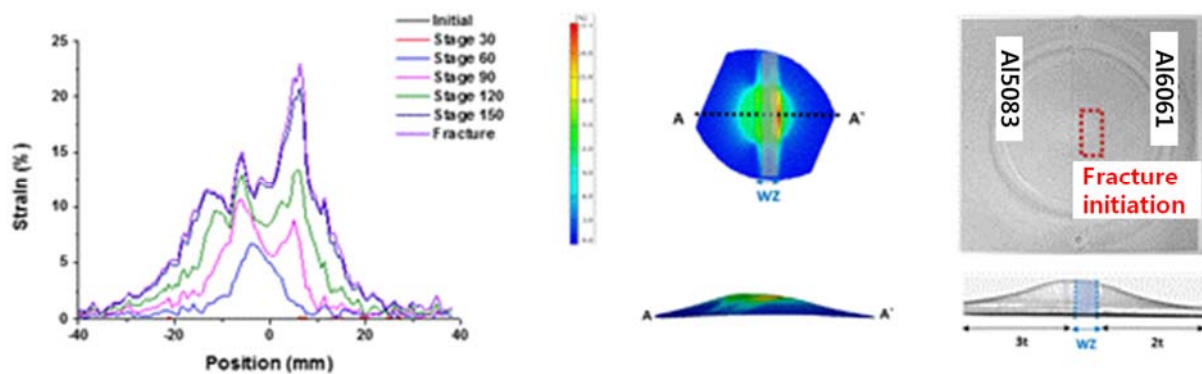 Initial
Stage 30
Stage 60
Stage 90
Stage 120
Stage 150
Fracture
25
20
15
10
5
0
Strain (%)
-40
-20
0
20
40
Position (mm)
A
A`
WZ
A
A`
Al5083
Al6061
Fracture
initiation
3t
WZ
2t